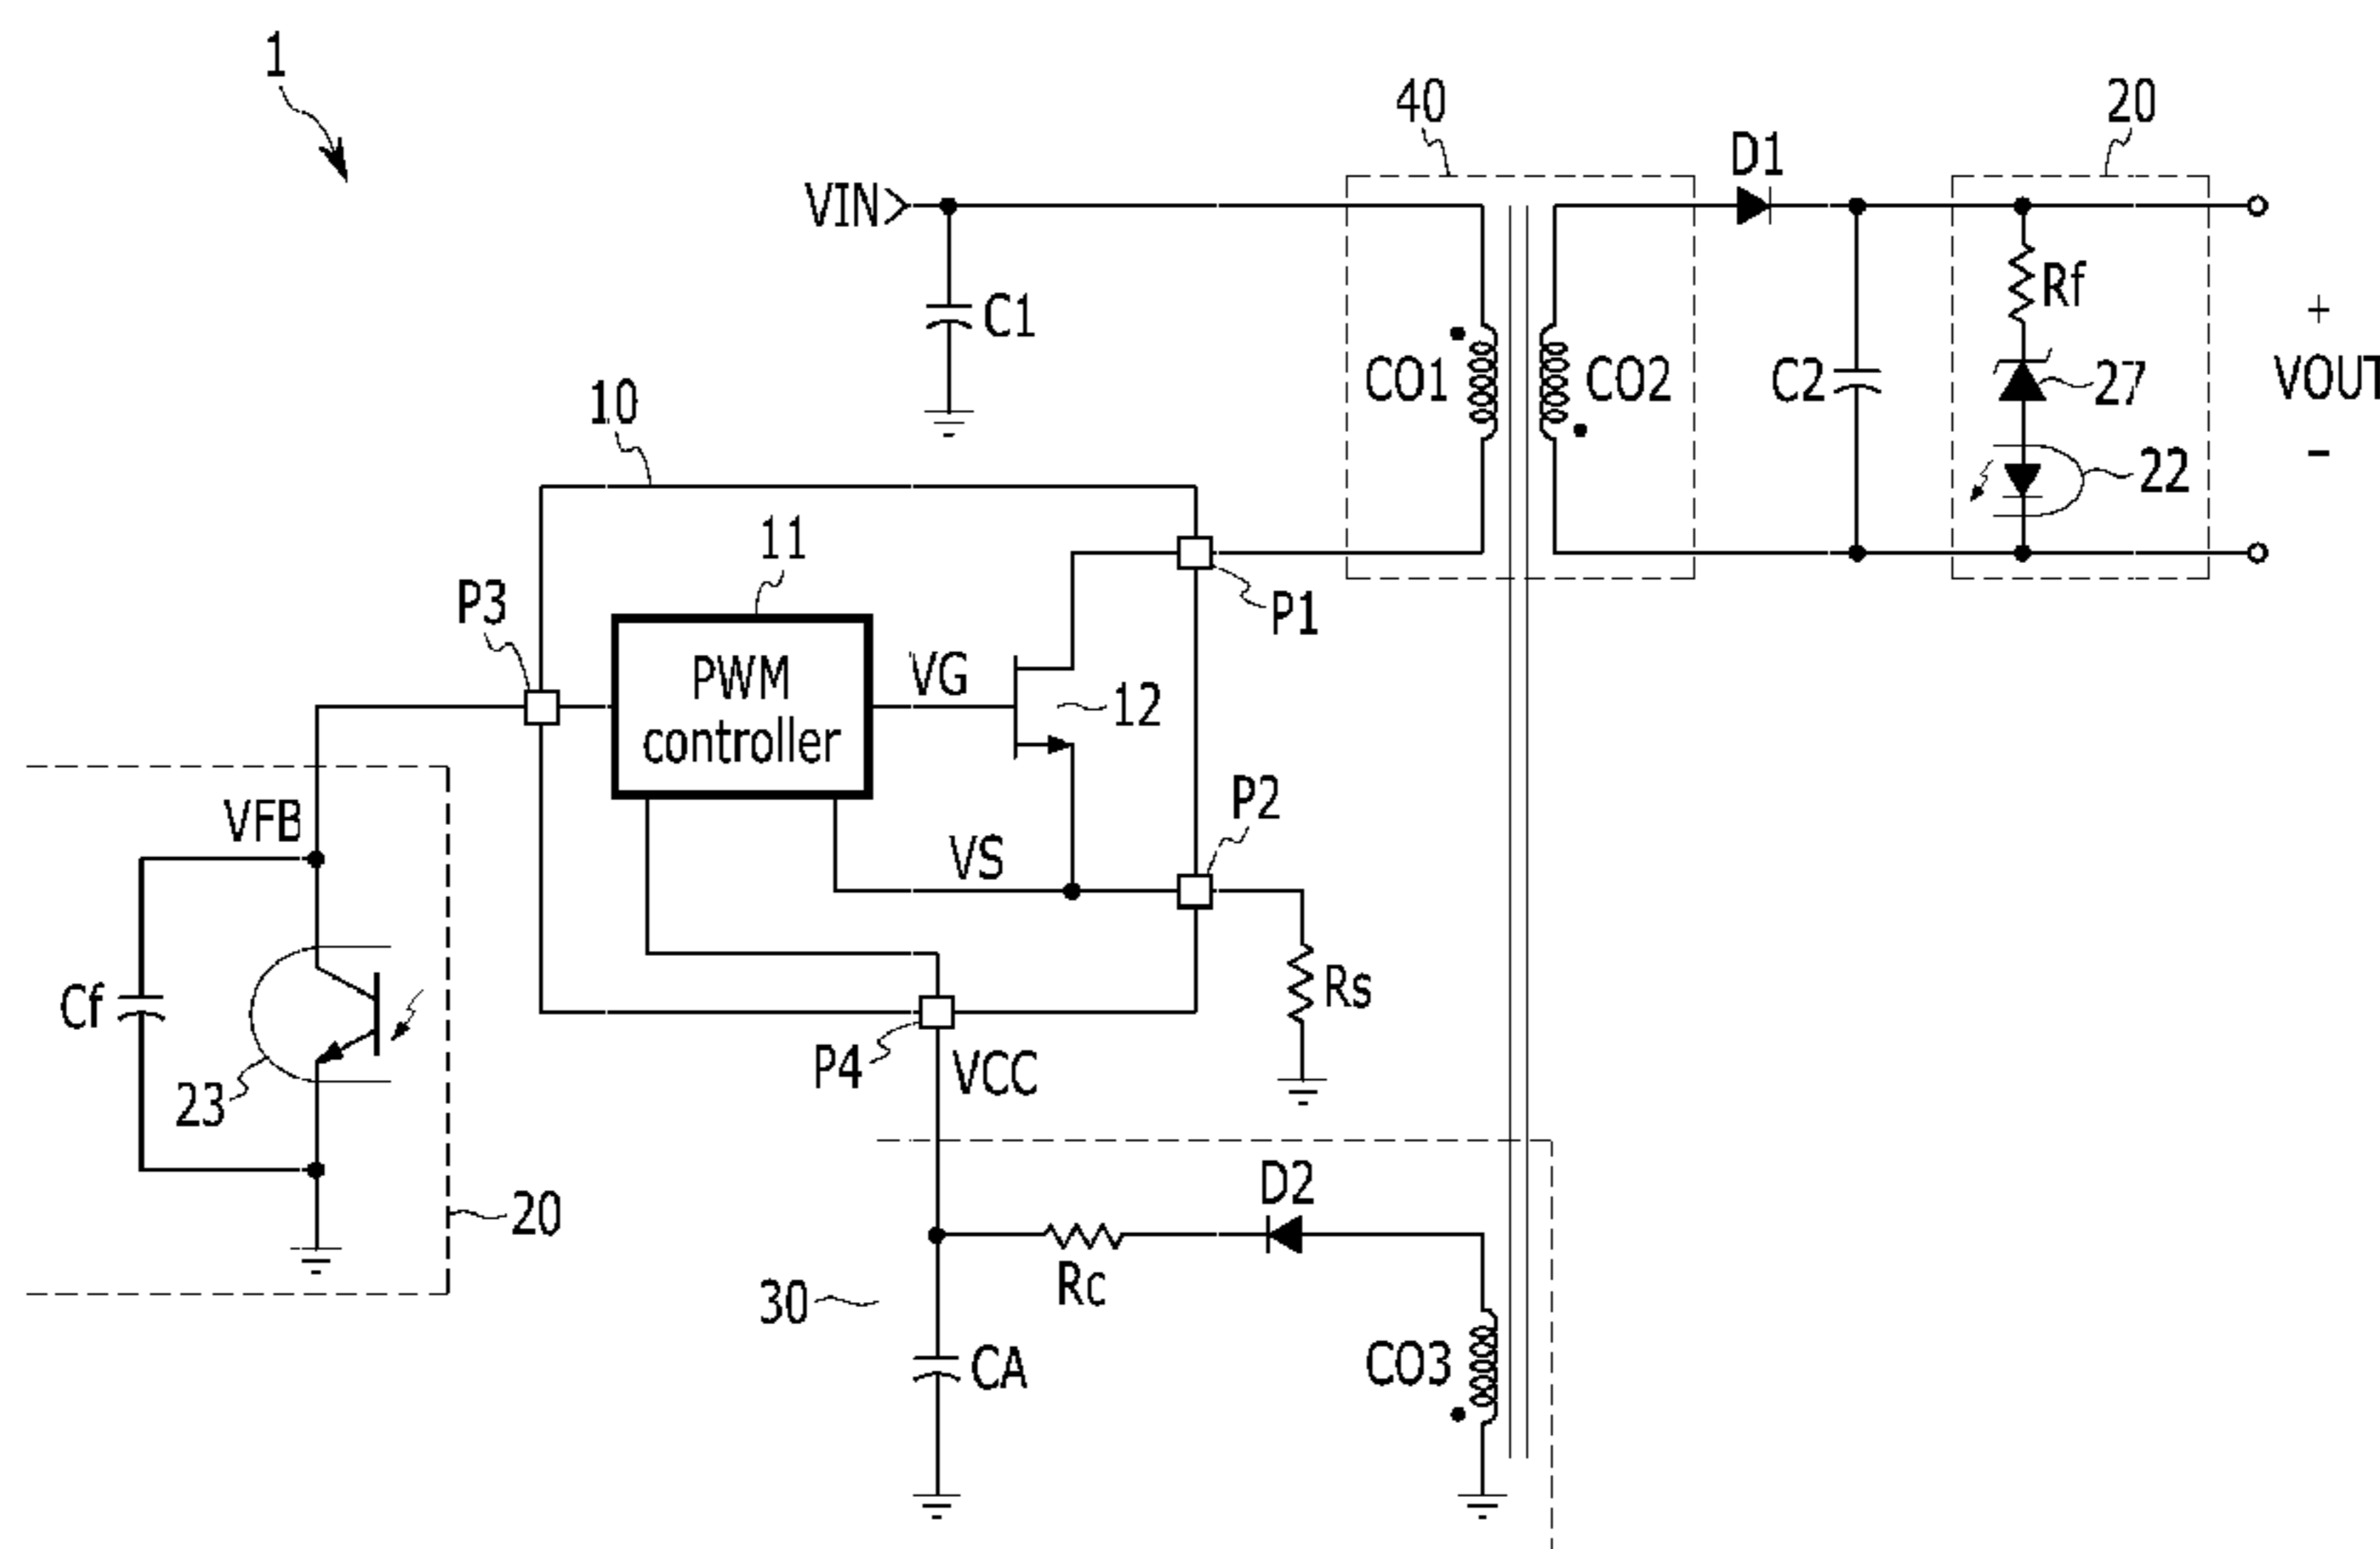 1
40
20
D1
VIN
Rf
+
C1
CO1
CO2
C2
27
VOUT
10
22
-
11
P3
P1
PWM
controller
VG
12
VFB
VS
P2
Cf
Rs
23
P4
VCC
D2
20
Rc
30
CA
CO3